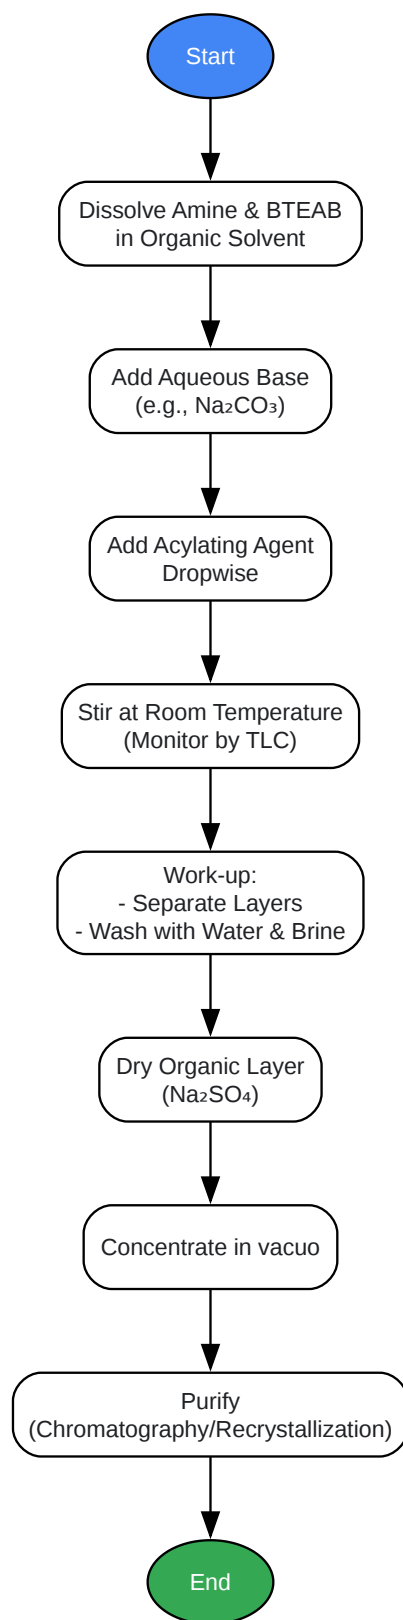 Start
Dissolve Amine & BTEAB
in Organic Solvent
Add Aqueous Base
(e.g., Na₂CO₃)
Add Acylating Agent
Dropwise
Stir at Room Temperature
(Monitor by TLC)
Work-up:
- Separate Layers
- Wash with Water & Brine
Dry Organic Layer
(Na₂SO₄)
Concentrate in vacuo
Purify
(Chromatography/Recrystallization)
End